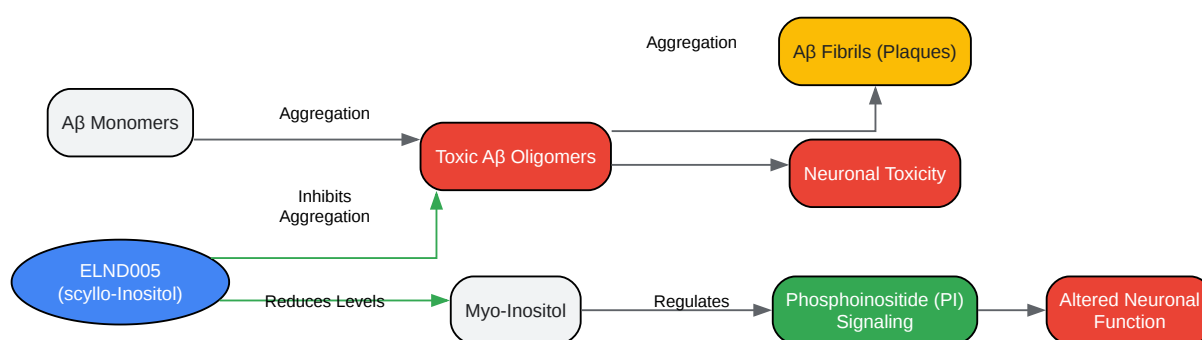 Aggregation
Aβ Fibrils (Plaques)
Aβ Monomers
Aggregation
Toxic Aβ Oligomers
Neuronal Toxicity
Inhibits
Aggregation
ELND005
(scyllo-Inositol)
Reduces Levels
Myo-Inositol
Regulates
Phosphoinositide (PI)
Signaling
Altered Neuronal
Function